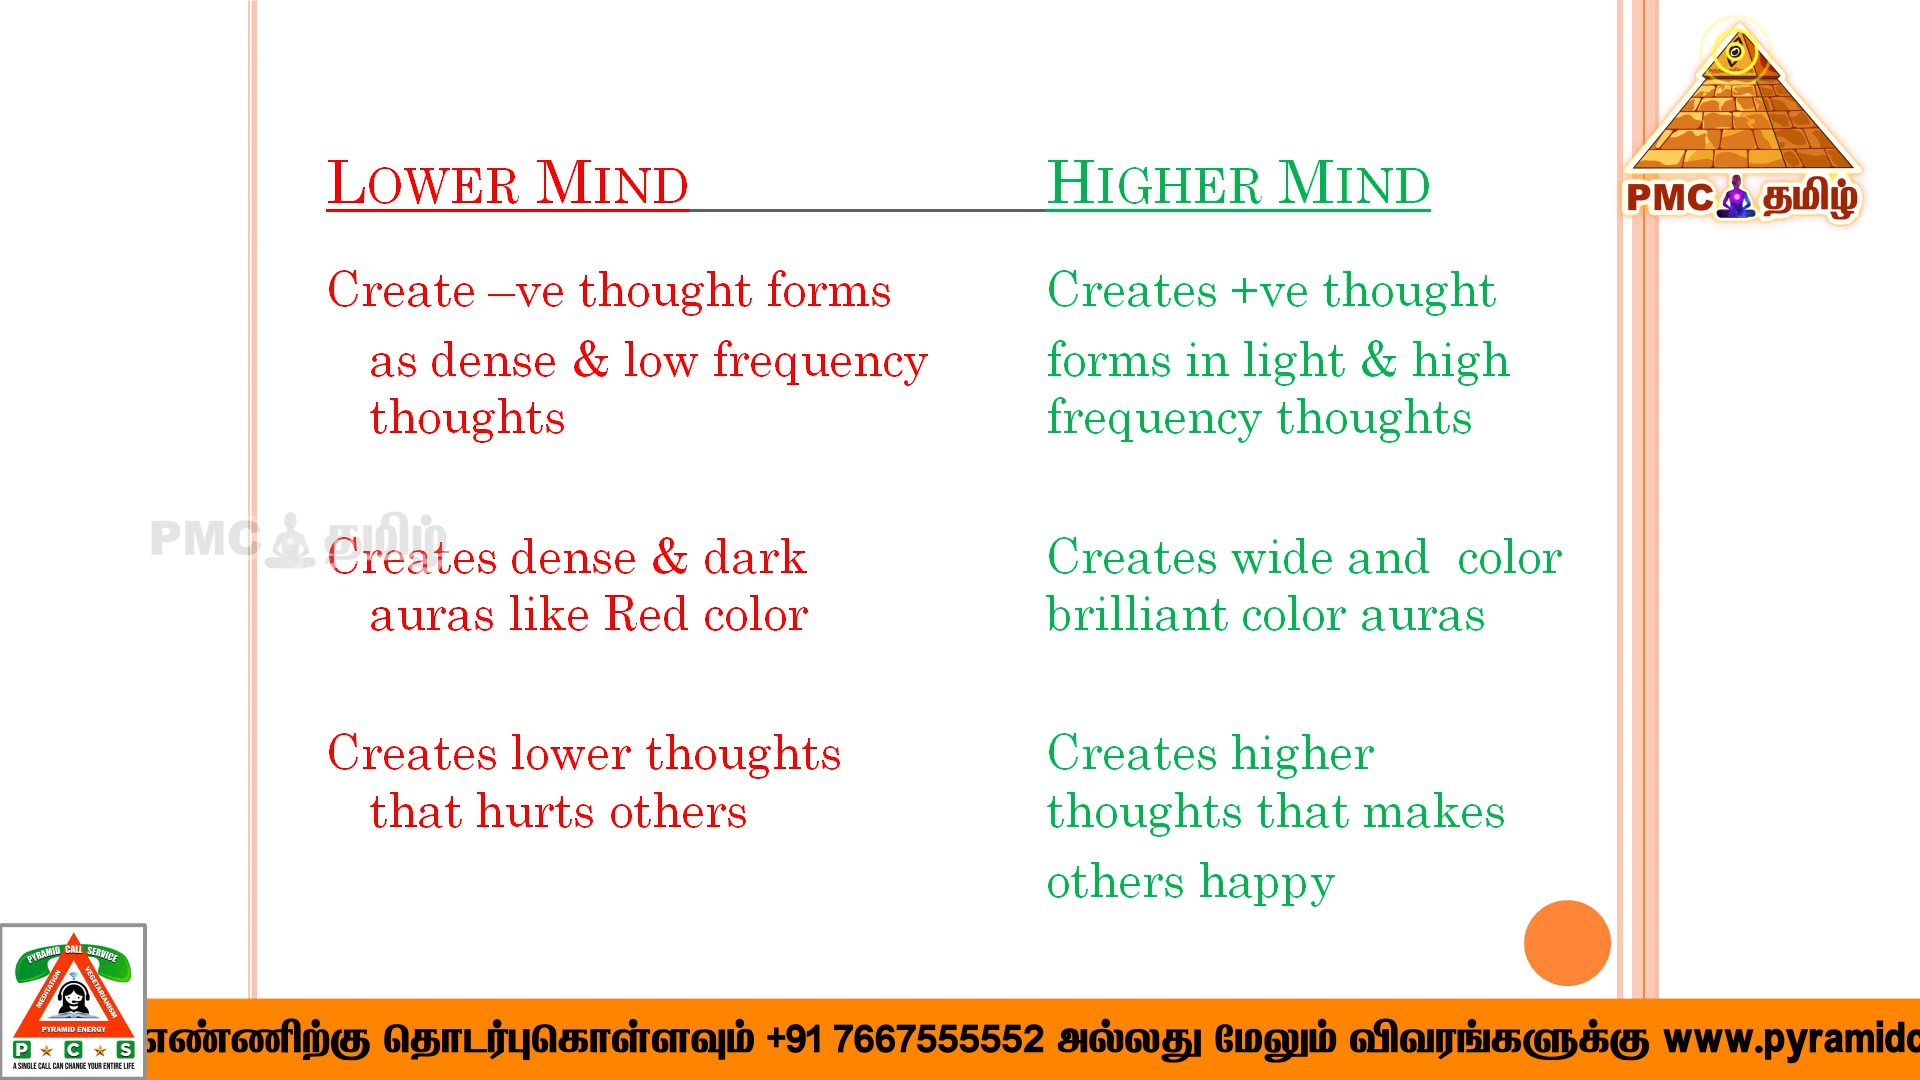 LOWER MIND
HIGHER MIND
Create –ve thought forms
as dense & low frequency
thoughts
Creates +ve thought
forms in light & high
frequency thoughts
Creates dense & dark
auras like Red color
Creates wide and  color
brilliant color auras
Creates lower thoughts
that hurts others
Creates higher
thoughts that makes
others happy
PMC தமிழ்
PMC தமிழ்
PYRAMID CALL SERVICE
MEDITATION
VEGETARIANISM
PYRAMID ENERGY
P ★ C ★ S
A SINGLE CALL CAN CHANGE YOUR ENTIRE LIFE
எண்ணிற்கு தொடர்புகொள்ளவும் +91 7667555552 அல்லது மேலும் விவரங்களுக்கு www.pyramidc